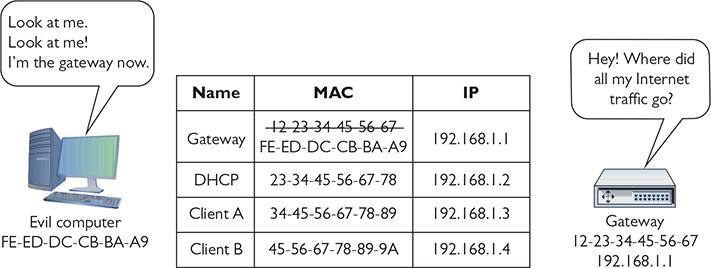 Look at me.
Look at me!
I'm the gateway now.
Evil computer
FE-ED-DC-CB-BA-A9
Name MAC IP
Gateway 12-23-34-45-56-67 192.168.1.1
FE-ED-DC-CB-BA-A9
DHCP 23-34-45-56-67-78 192.168.1.2
Client A 34-45-56-67-78-89 192.168.1.3
Client B 45-56-67-78-89-9A 192.168.1.4
Hey! Where did
all my Internet
traffic go?
Gateway
12-23-34-45-56-67
192.168.1.1